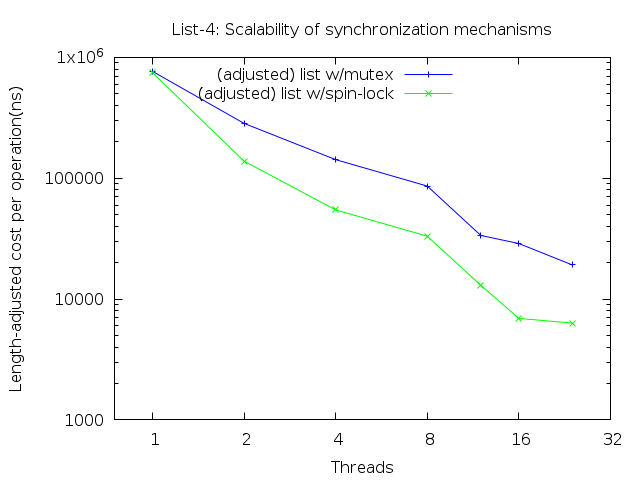 List-4: Scalability of synchronization mechanisms
1x10⁶
(adjusted) list w/mutex
(adjusted) list w/spin-lock
100000
10000
1000
Length-adjusted cost per operation(ns)
1 2 4 8 16 32
Threads